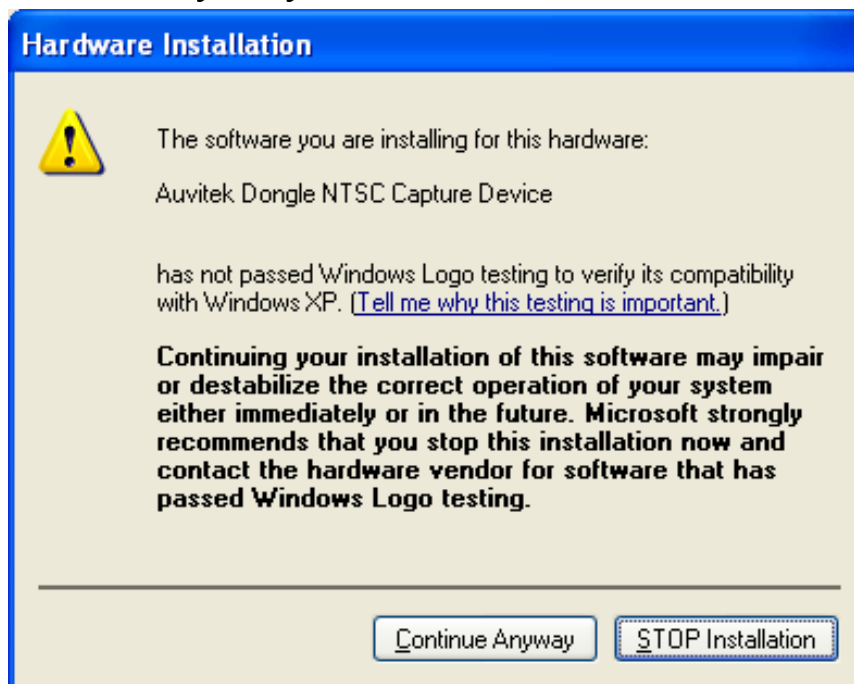 Hardware Installation
The software you are installing for this hardware:
Auvitek Dongle NTSC Capture Device
has not passed Windows Logo testing to verify its compatibility
with Windows XP. (Tell me why this testing is important.)
Continuing your installation of this software may impair
or destabilize the correct operation of your system
either immediately or in the future. Microsoft strongly
recommends that you stop this installation now and
contact the hardware vendor for software that has
passed Windows Logo testing.
Continue Anyway
STOP Installation